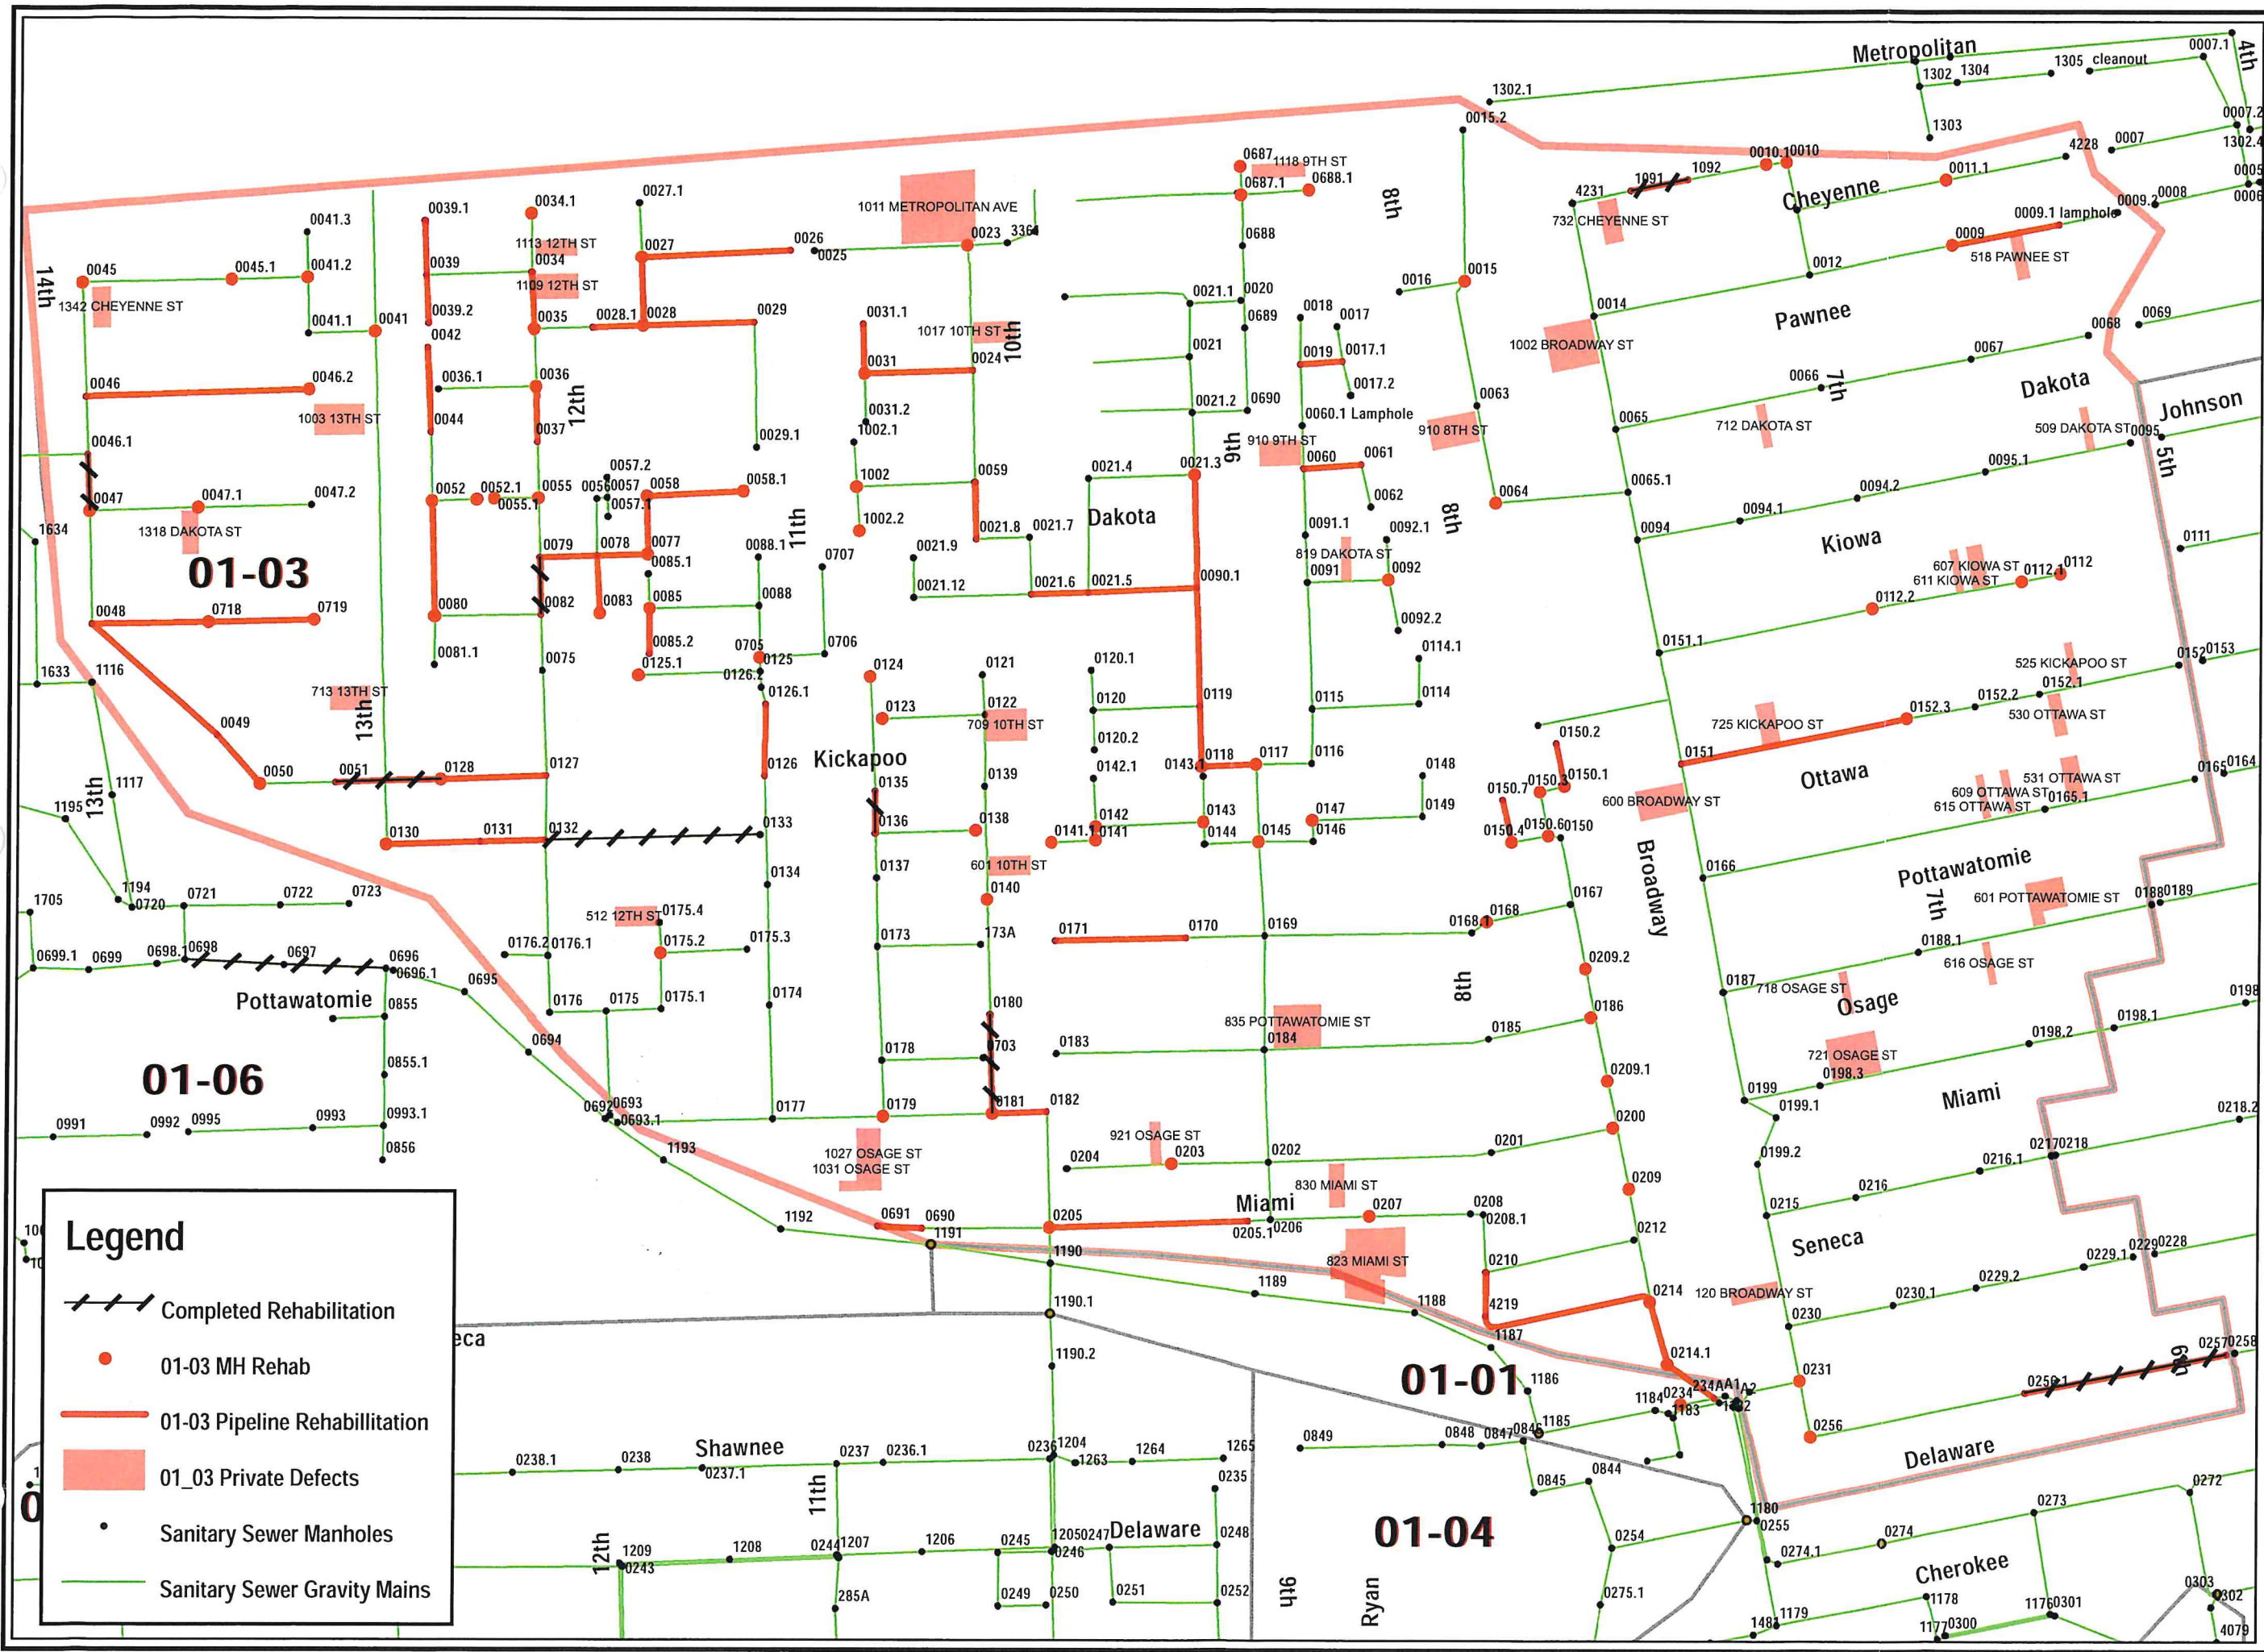 Metropolitan
4th
0007.1
1305 cleanout
1302 1304
1302.1
0007.2
1302.4
1303
0015.2
4228 0007
0687 1118 9TH ST
0010.1 0010
0687.1 0688.1
1091 1092
0011.1
0005
0006
4231
Cheyenne
0008
0009.2
0009.1 lamphole
8th
732 CHEYENNE ST
0027.1
0039.1 0034.1
1011 METROPOLITAN AVE
0041.3
1113 12TH ST
0023 336
0688
0009
518 PAWNEE ST
0027 0026
0025
0034
0039
0012
14th
0045 0045.1 0041.2
1109 12TH ST
0016 0015
1342 CHEYENNE ST
0021.1 0020
0014
Pawnee
0018 0017
0069
0041.1 0041
0039.2
0035 0028.1 0028 0029
0031.1
1017 10TH ST
10th
0689
0042
0021
0019 0017.1
1002 BROADWAY ST
0068
0067
0031 0024
0046 0046.2
0036.1 0036
12th
0017.2
0066
7th
Dakota
Johnson
0063
1003 13TH ST
0031.2
0021.2 0690
0060.1 Lamphole
0065
712 DAKOTA ST
509 DAKOTA ST 0095
0044 0037
1002.1
0029.1
9th
910 9TH ST
910 8TH ST
5th
0046.1
0057.2
0060 0061
0095.1
0059 0021.4 0021.3
0065.1
0094.2
0047 0047.1 0047.2
0052 0052.1 0055
0055.1
0057
0057.1
0058 0058.1
1002
0062
0064
0094 0094.1
1318 DAKOTA ST
1634
01-03
11th
1002.2
0021.8 0021.7
Dakota
8th
0091.1 0092.1
Kiowa
0111
0079 0078 0077
0088.1
0707 0021.9
819 DAKOTA ST
0091 0092
607 KIOWA ST
611 KIOWA ST
0112.1 0112
0085.1
0021.12 0021.6 0021.5 0090.1
0112.2
0080 0082 0083 0085 0088
0048 0718 0719
0092.2
0151.1
0081.1 0075
0085.2
0705
0125
0706
1633 1116
0125.1 0126.2
0124 0121 0120.1
0114.1
525 KICKAPOO ST
0152 0153
0126.1
0152.1
713 13TH ST
13th
0123 0122
709 10TH ST
0120 0119 0115 0114
0152.3 0152.2
530 OTTAWA ST
725 KICKAPOO ST
0049
0120.2
0150.2
0151
Kickapoo
0050 0051 0128 0127 0126
0135 0139
0142.1
0118 0117 0116 0148
0143.1
Ottawa
0150.3 0150.1
0150.7
531 OTTAWA ST
0165 0164
609 OTTAWA ST
615 OTTAWA ST
0165.1
600 BROADWAY ST
13th
1117
1195
0130 0131 0132 0133
0136 0138
0141.1 0141
0142 0143
0144 0145 0146
0147 0149
0150.4 0150.6 0150
0137
601 10TH ST
0134
0140
Broadway
0166
Pottawatomie
7th
601 POTTAWATOMIE ST
0188 0189
1194
0720 0721 0722 0723
1705
512 12TH ST 0175.4
0167
0168.1 0168
0176.2 0176.1 0175.2 0175.3
0173 173A
0171 0170 0169
0188.1
616 OSAGE ST
0699.1 0699 0698.1 0698 0697 0696
0696.1
0695
0209.2
8th
0187
718 OSAGE ST
Osage
0198
Pottawatomie
0855
0176 0175 0175.1
0174
0180
835 POTTAWATOMIE ST
0184
0186
0185
0198.1
0198.2
0694
0178 0703 0183
721 OSAGE ST
0198.3
01-06
0855.1
0209.1
0199
0199.1
Miami
0692 0693
0693.1
0177 0179 0181 0182
0200
0218.2
0991 0992 0995 0993 0993.1
0856
1193
921 OSAGE ST
0204 0203 0202 0201
0199.2
0217 0218
0216.1
1027 OSAGE ST
1031 OSAGE ST
830 MIAMI ST
0209
0215 0216
Miami
1192
0691 0690 0205
0205.1 0206
0207 0208
0208.1
0212
Seneca
0229 0228
0229.1
1191 1190
823 MIAMI ST
0210
0229.2
1189
1188
4219
0214
120 BROADWAY ST
0230.1
0230
1190.1
1187
0257 0258
6th
eca
1190.2
01-01
0214.1
0231
1186
1184 0234 234A A1 A2
1183
0256
Delaware
1185
Shawnee
0238.1 0238 0237.1 0237 0236.1 0236 1204
1263 1264 1265
0849 0848 0847 0846
0235
0845 0844
0272
0273
11th
1180
0255
0254
01-04
0274
0274.1
12th
1209
0243
1208 0244 1207 1206 0245 1205 0247 Delaware 0248
0246
Cherokee
9th
Ryan
285A 0249 0250 0251 0252
0275.1
1481 1179
1178
1177 0300
1176 0301
0303
0302
4079
Legend
Completed Rehabilitation
01-03 MH Rehab
01-03 Pipeline Rehabillitation
01_03 Private Defects
Sanitary Sewer Manholes
Sanitary Sewer Gravity Mains